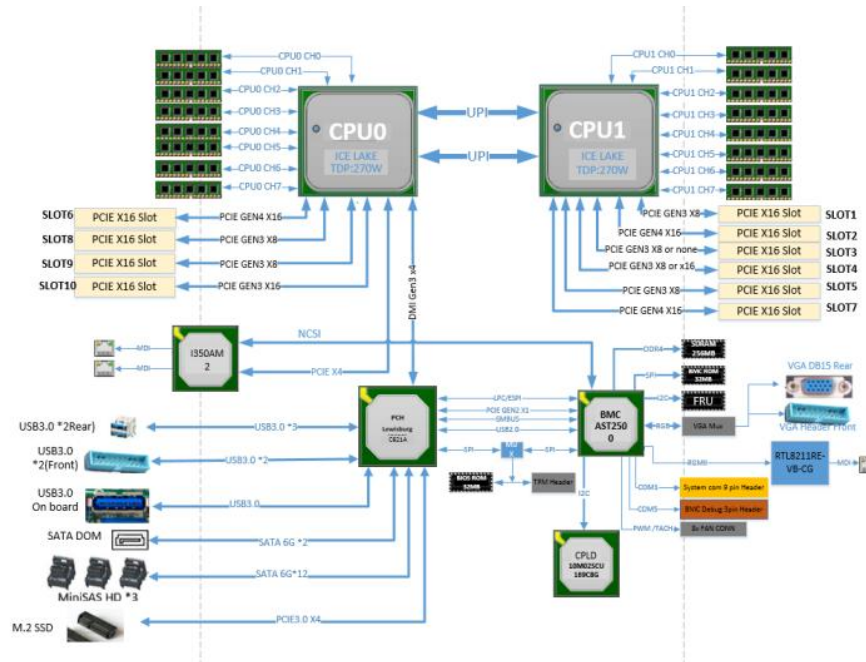 CPU0 CH0
CPU0 CH1
CPU0 CH2
CPU0 CH3
CPU0 CH4
CPU0 CH5
CPU0 CH6
CPU0 CH7
CPU0
ICE LAKE
TDP:270W
UPI
UPI
CPU1
ICE LAKE
TDP:270W
CPU1 CH0
CPU1 CH1
CPU1 CH2
CPU1 CH3
CPU1 CH4
CPU1 CH5
CPU1 CH6
CPU1 CH7
SLOT6 PCIE X16 Slot PCIE GEN4 X16
SLOT8 PCIE X16 Slot PCIE GEN3 X8
SLOT9 PCIE X16 Slot PCIE GEN3 X8
SLOT10 PCIE X16 Slot PCIE GEN3 X16
PCIE GEN3 X8 PCIE X16 Slot SLOT1
PCIE GEN4 X16 PCIE X16 Slot SLOT2
PCIE GEN3 X8 or none PCIE X16 Slot SLOT3
PCIE GEN3 X8 or x16 PCIE X16 Slot SLOT4
PCIE GEN3 X8 PCIE X16 Slot SLOT5
PCIE GEN4 X16 PCIE X16 Slot SLOT7
DMI Gen3 x4
NCSI
MDI
MDI
I350AM
2
PCIE X4
PCH
Lewisburg
C621A
LPC/ESPI
PCIE GEN2 X1
SMBUS
USB2.0
SPI
MU
X
SPI
BIOS ROM
32MB
TPM Header
BMC
AST250
0
DDR4
SDRAM
256MB
SPI
BMC ROM
32MB
I2C
FRU
RGB
VGA Mux
VGA DB15 Rear
VGA Header Front
RGMII
RTL8211RE-
VB-CG
MDI
COM1
System com 9 pin Header
COM5
BMC Debug 3pin Header
PWM /TACH
8x FAN CONN
I2C
CPLD
10M02SCU
169C8G
USB3.0 *2Rear)
USB3.0 *3
USB3.0
*2(Front)
USB3.0 *2
USB3.0
On board
USB3.0
SATA DOM
SATA 6G *2
MiniSAS HD *3
SATA 6G*12
M.2 SSD
PCIE3.0 X4